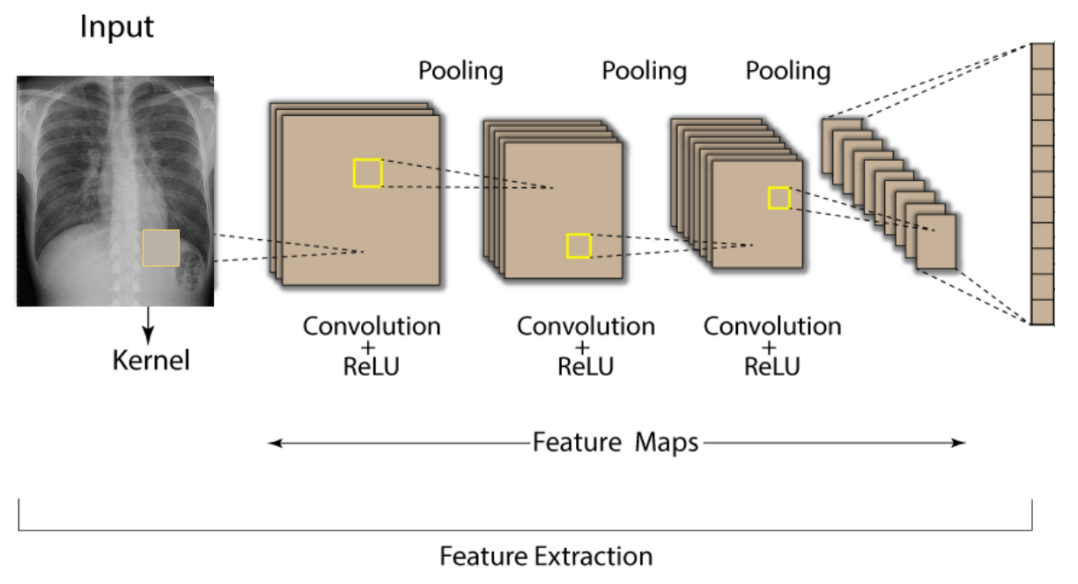 Input
Pooling
Pooling
Pooling
Kernel
Convolution
+
ReLU
Convolution
+
ReLU
Convolution
+
ReLU
Feature Maps
Feature Extraction